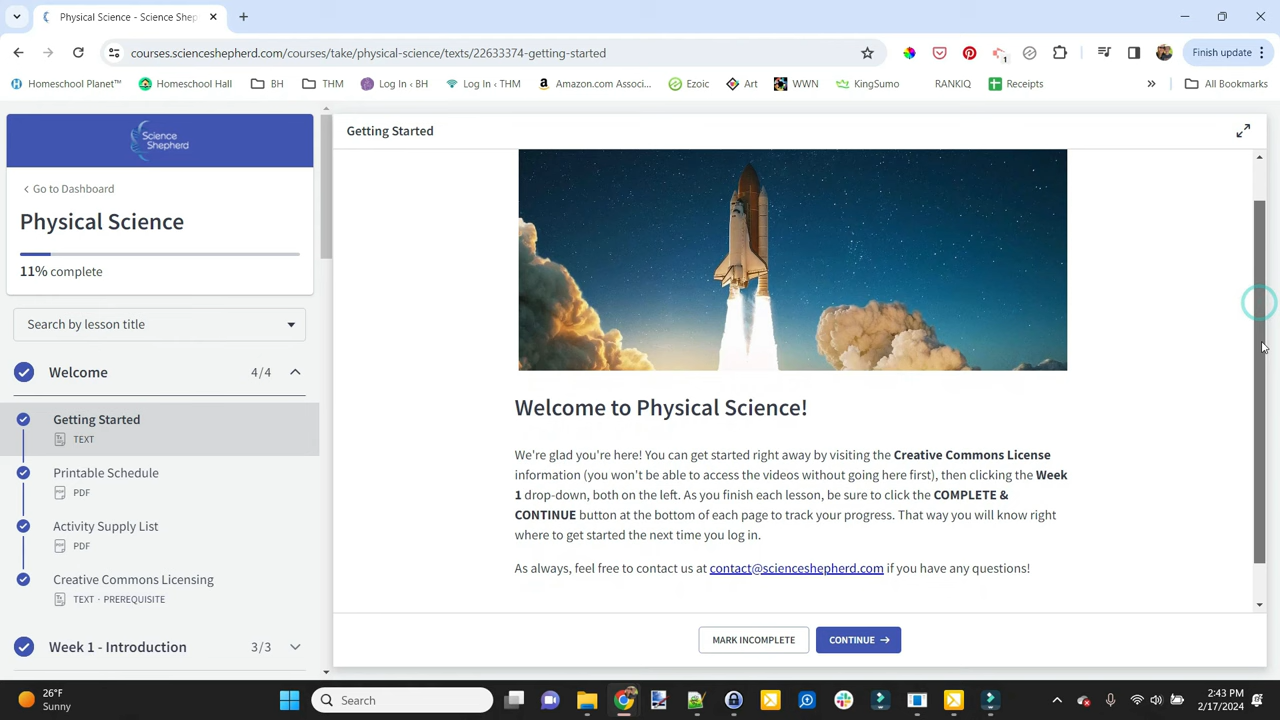 Physical Science - Science Shep
courses.scienceshepherd.com/courses/take/physical-science/texts/22633374-getting-started
1
Finish update
Homeschool Planet™
Homeschool Hall
BH
THM
Log In ‹ BH
Log In ‹ THM
Amazon.com Associ...
Ezoic
Art
WWN
KingSumo
RANKIQ
Receipts
»
All Bookmarks
Science
Shepherd
Go to Dashboard
Physical Science
11% complete
Search by lesson title
Welcome 4/4
Getting Started
TEXT
Printable Schedule
PDF
Activity Supply List
PDF
Creative Commons Licensing
TEXT · PREREQUISITE
Week 1 - Introduction 3/3
Getting Started
Welcome to Physical Science!
We're glad you're here! You can get started right away by visiting the Creative Commons License
information (you won't be able to access the videos without going here first), then clicking the Week
1 drop-down, both on the left. As you finish each lesson, be sure to click the COMPLETE &
CONTINUE button at the bottom of each page to track your progress. That way you will know right
where to get started the next time you log in.
As always, feel free to contact us at contact@scienceshepherd.com if you have any questions!
MARK INCOMPLETE
CONTINUE →
26°F
Sunny
Search
2:43 PM
2/17/2024